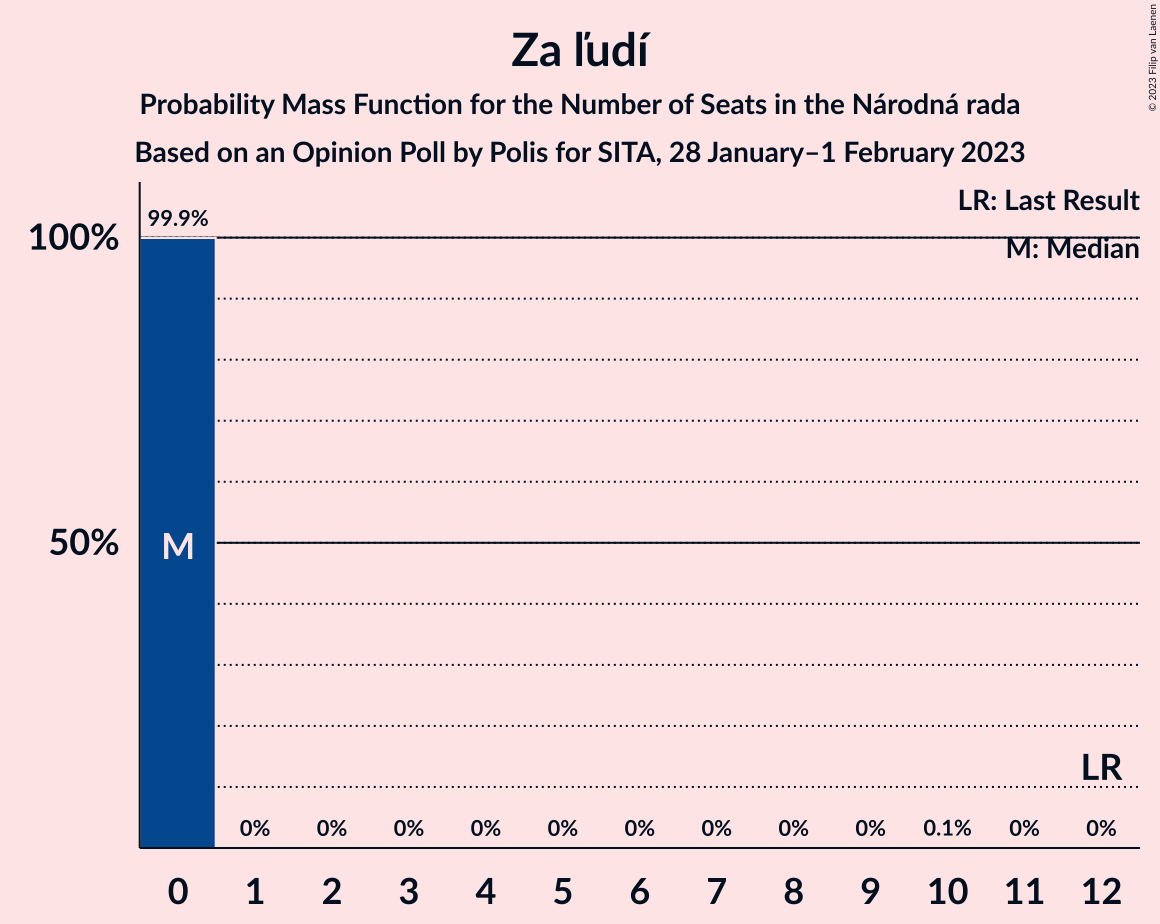 Za ľudí
Probability Mass Function for the Number of Seats in the Národná rada
Based on an Opinion Poll by Polis for SITA, 28 January–1 February 2023
© 2023 Filip van Laenen
LR: Last Result
M: Median
99.9%
100%
50%
M
LR
0% 0% 0% 0% 0% 0% 0% 0% 0% 0.1% 0% 0%
0 1 2 3 4 5 6 7 8 9 10 11 12